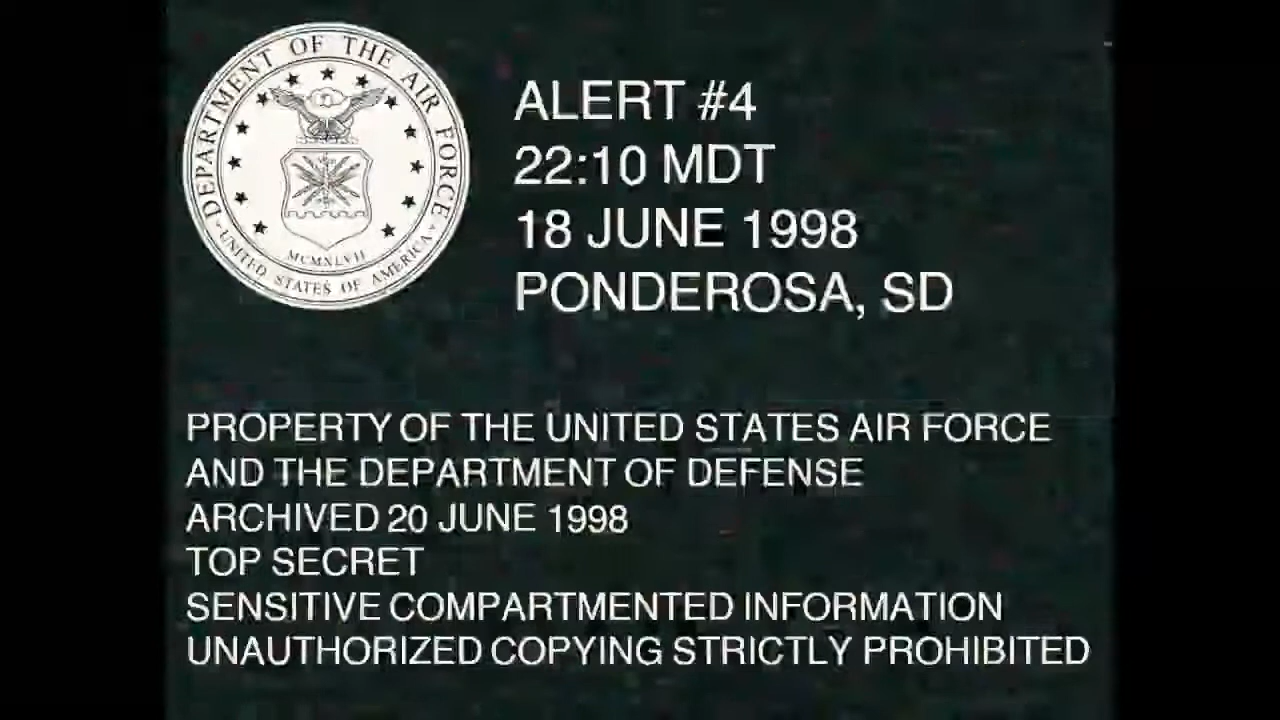 DEPARTMENT OF THE AIR FORCE
MCMXLVII
UNITED STATES OF AMERICA
ALERT #4
22:10 MDT
18 JUNE 1998
PONDEROSA, SD
PROPERTY OF THE UNITED STATES AIR FORCE
AND THE DEPARTMENT OF DEFENSE
ARCHIVED 20 JUNE 1998
TOP SECRET
SENSITIVE COMPARTMENTED INFORMATION
UNAUTHORIZED COPYING STRICTLY PROHIBITED